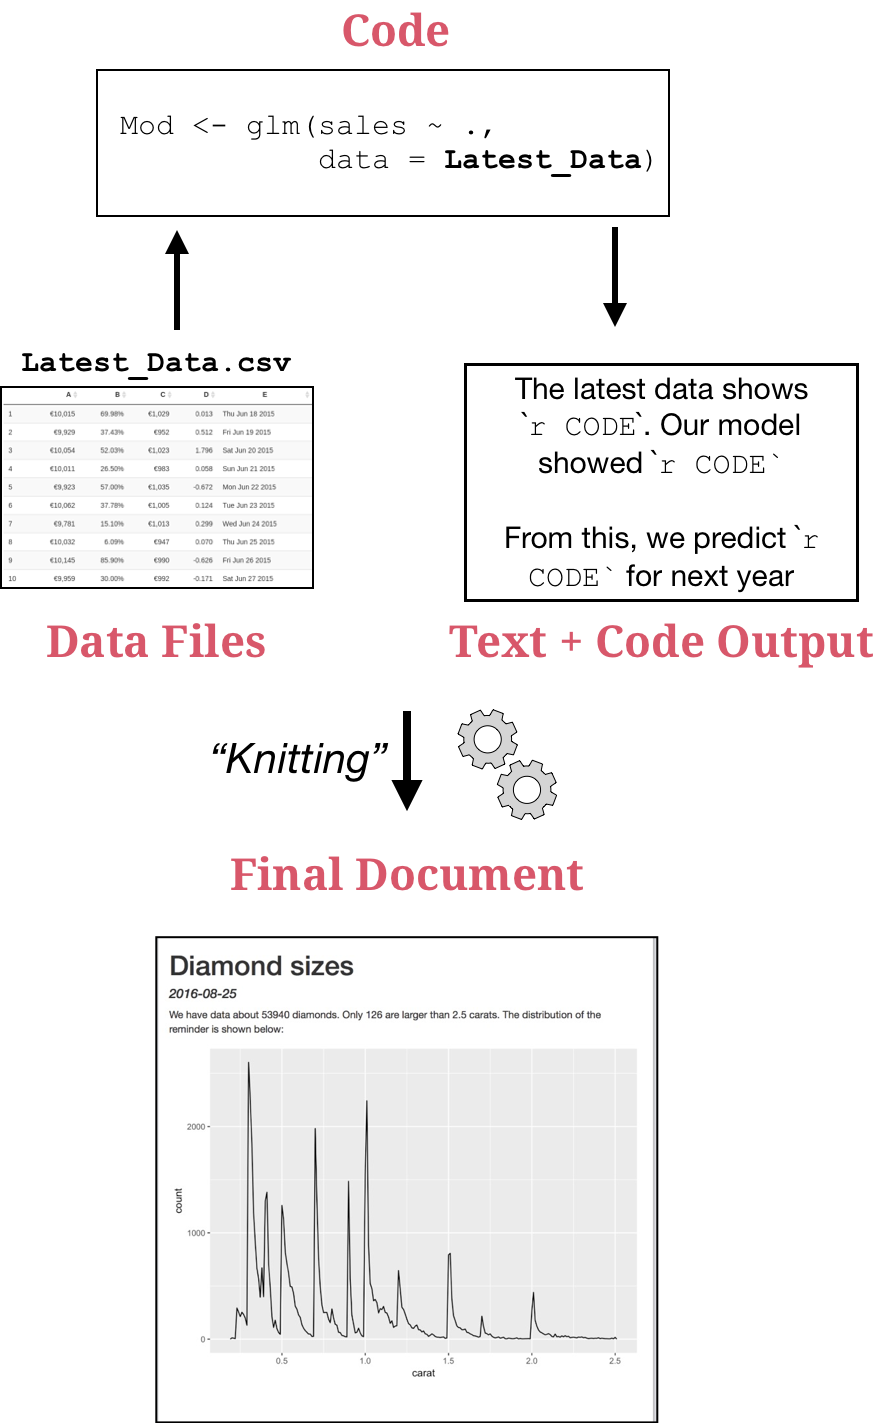 Code
Mod <- glm(sales ~ .,
data = Latest_Data)
Latest_Data.csv
A B C D E
1 €10,015 69.98% €1,029 0.013 Thu Jun 18 2015
2 €9,929 37.43% €952 0.512 Fri Jun 19 2015
3 €10,054 52.03% €1,023 1.796 Sat Jun 20 2015
4 €10,011 26.50% €983 0.058 Sun Jun 21 2015
5 €9,923 57.00% €1,035 -0.672 Mon Jun 22 2015
6 €10,062 37.78% €1,005 0.124 Tue Jun 23 2015
7 €9,781 15.10% €1,013 0.299 Wed Jun 24 2015
8 €10,032 6.09% €947 0.070 Thu Jun 25 2015
9 €10,145 85.90% €990 -0.626 Fri Jun 26 2015
10 €9,959 30.00% €992 -0.171 Sat Jun 27 2015
Data Files
The latest data shows
`r CODE`. Our model
showed `r CODE`
From this, we predict `r
CODE` for next year
Text + Code Output
“Knitting”
Final Document
Diamond sizes
2016-08-25
We have data about 53940 diamonds. Only 126 are larger than 2.5 carats. The distribution of the
reminder is shown below:
2000
1000
0
count
0.5 1.0 1.5 2.0 2.5
carat